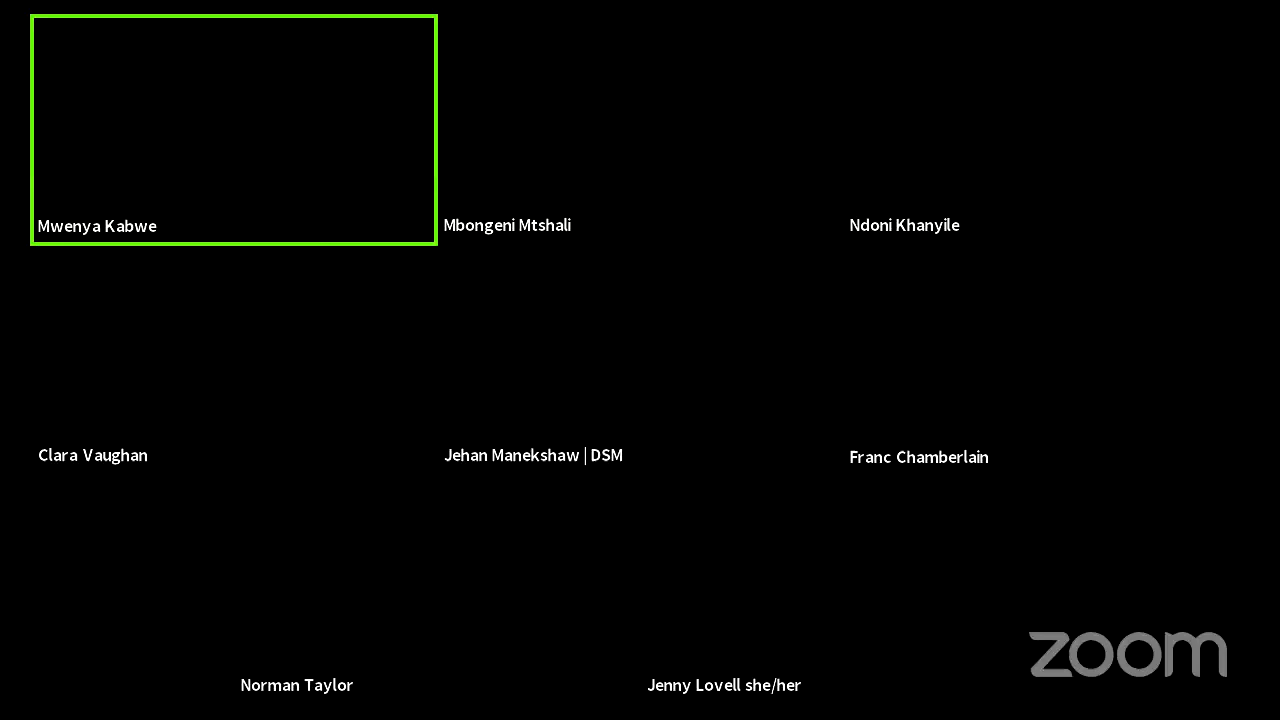 Mwenya Kabwe
Mbongeni Mtshali
Ndoni Khanyile
Clara Vaughan
Jehan Manekshaw | DSM
Franc Chamberlain
Norman Taylor
Jenny Lovell she/her
zoom